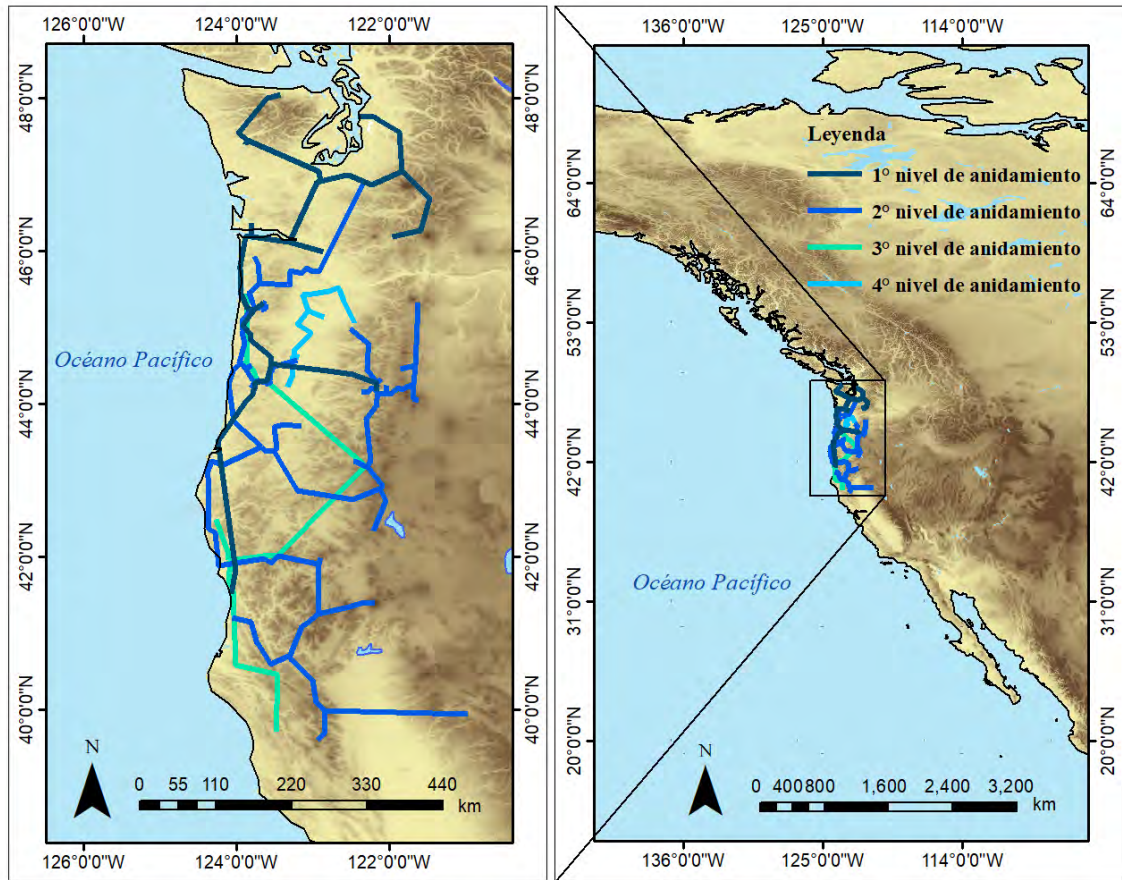 126°0'0"W 124°0'0"W 122°0'0"W
48°0'0"N
46°0'0"N
44°0'0"N
42°0'0"N
40°0'0"N
Océano Pacífico
48°0'0"N
46°0'0"N
44°0'0"N
42°0'0"N
40°0'0"N
N
0 55 110 220 330 440
km
126°0'0"W 124°0'0"W 122°0'0"W
136°0'0"W 125°0'0"W 114°0'0"W
Leyenda
1° nivel de anidamiento
2° nivel de anidamiento
3° nivel de anidamiento
4° nivel de anidamiento
64°0'0"N
53°0'0"N
42°0'0"N
31°0'0"N
20°0'0"N
Océano Pacífico
64°0'0"N
53°0'0"N
42°0'0"N
31°0'0"N
20°0'0"N
N
0 400 800 1,600 2,400 3,200
km
136°0'0"W 125°0'0"W 114°0'0"W